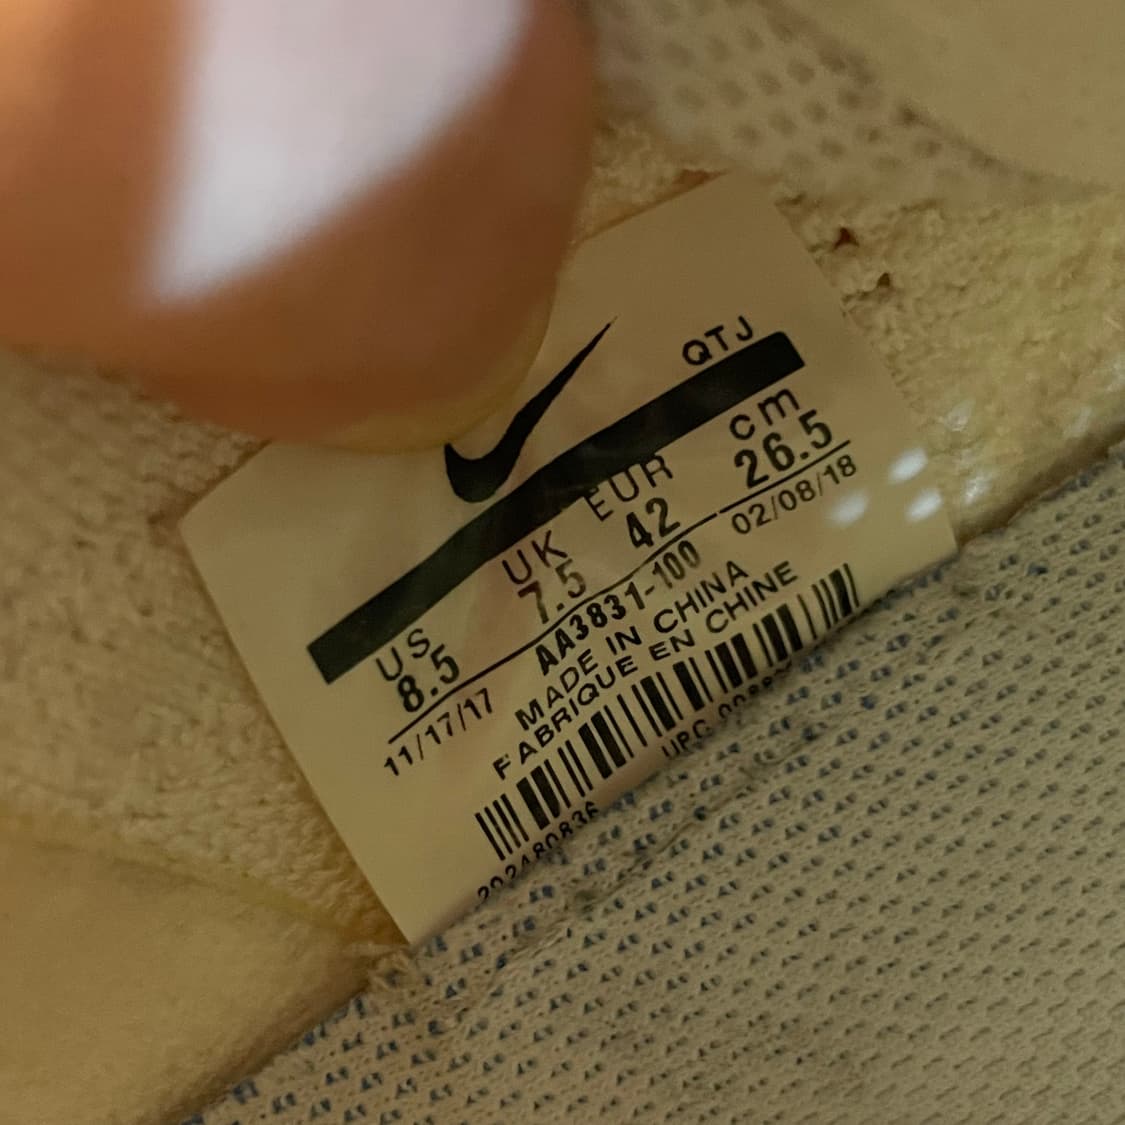 QTJ
US UK EUR cm
8.5 7.5 42 26.5
11/17/17 AA3831-100 02/08/18
MADE IN CHINA
FABRIQUE EN CHINE
UPC